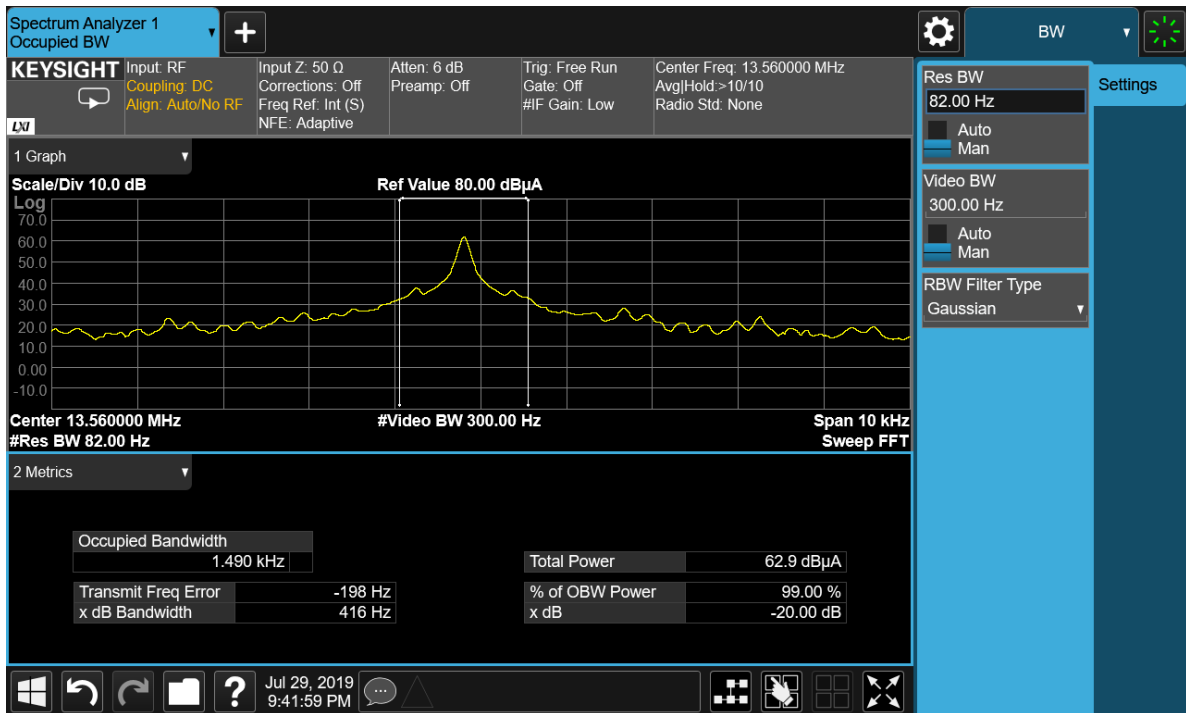 Spectrum Analyzer 1
Occupied BW
BW
KEYSIGHT
LXI
Input: RF
Coupling: DC
Align: Auto/No RF
Input Z: 50 Ω
Corrections: Off
Freq Ref: Int (S)
NFE: Adaptive
Atten: 6 dB
Preamp: Off
Trig: Free Run
Gate: Off
#IF Gain: Low
Center Freq: 13.560000 MHz
Avg|Hold:>10/10
Radio Std: None
1 Graph
Scale/Div 10.0 dB
Ref Value 80.00 dBµA
Log
70.0
60.0
50.0
40.0
30.0
20.0
10.0
0.00
-10.0
Center 13.560000 MHz
#Video BW 300.00 Hz
Span 10 kHz
#Res BW 82.00 Hz
Sweep FFT
2 Metrics
Occupied Bandwidth
1.490 kHz
Total Power 62.9 dBµA
Transmit Freq Error -198 Hz
% of OBW Power 99.00 %
x dB Bandwidth 416 Hz
x dB -20.00 dB
?
Jul 29, 2019
9:41:59 PM
Res BW
82.00 Hz
Auto
Man
Video BW
300.00 Hz
Auto
Man
RBW Filter Type
Gaussian
Settings